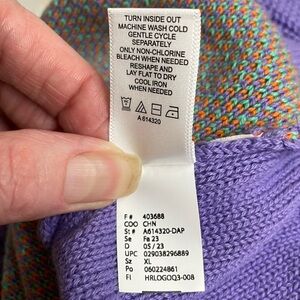 TURN INSIDE OUT
MACHINE WASH COLD
GENTLE CYCLE
SEPARATELY
ONLY NON-CHLORINE
BLEACH WHEN NEEDED
RESHAPE AND
LAY FLAT TO DRY
COOL IRON
WHEN NEEDED
A614320
F# 403688
COO CHN
St# A614320-DAP
Se Fa 23
D 05/23
UPC 029038296889
Sz XL
Po 060224861
Fl HRLOGOQ3-008